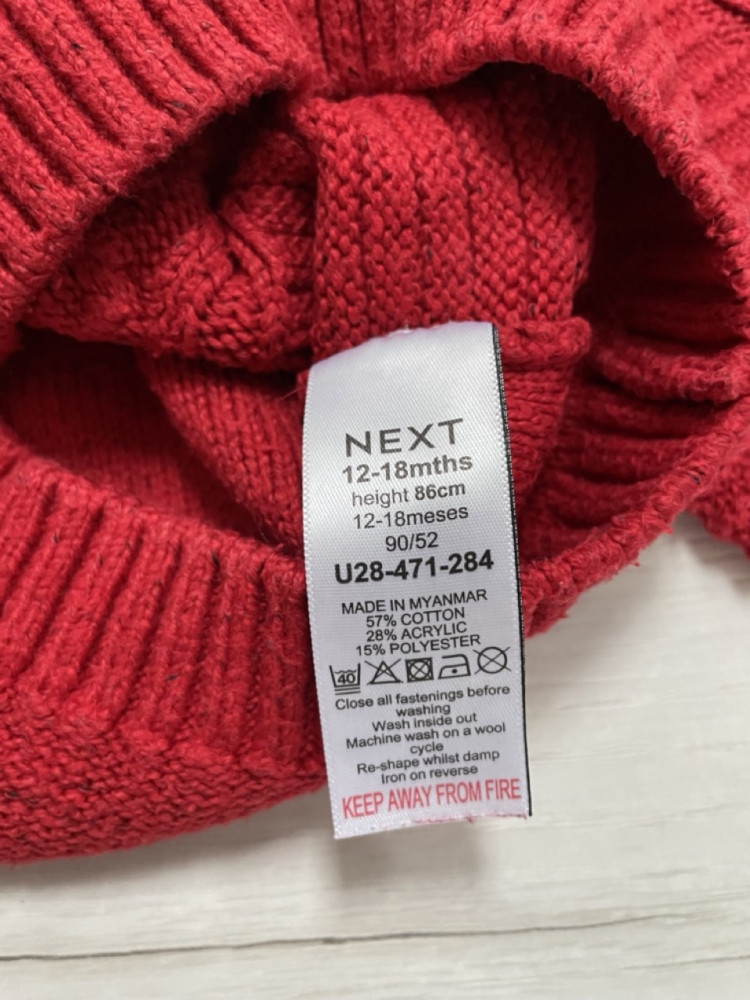 NEXT
12-18mths
height 86cm
12-18meses
90/52
U28-471-284
MADE IN MYANMAR
57% COTTON
28% ACRYLIC
15% POLYESTER
40
Close all fastenings before
washing
Wash inside out
Machine wash on a wool
cycle
Re-shape whilst damp
Iron on reverse
KEEP AWAY FROM FIRE